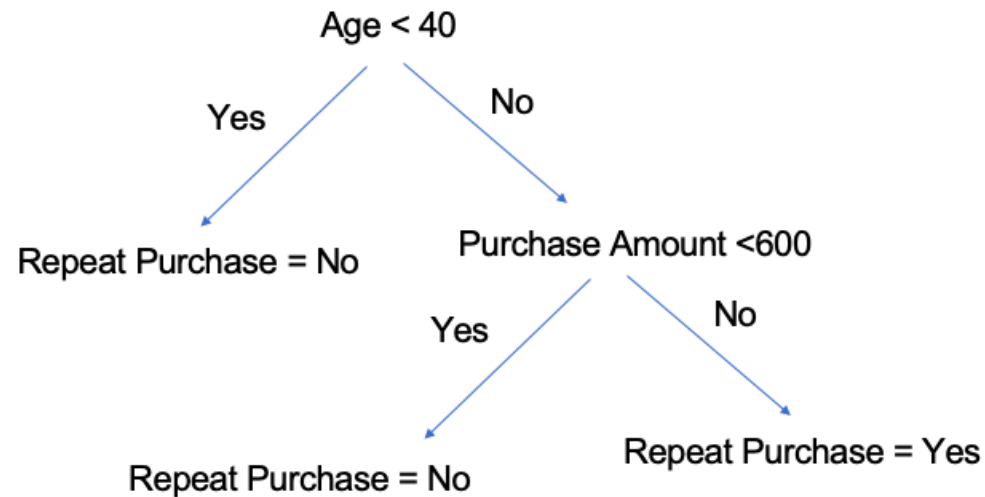 Age < 40
Yes
No
Repeat Purchase = No
Purchase Amount <600
Yes
No
Repeat Purchase = No
Repeat Purchase = Yes